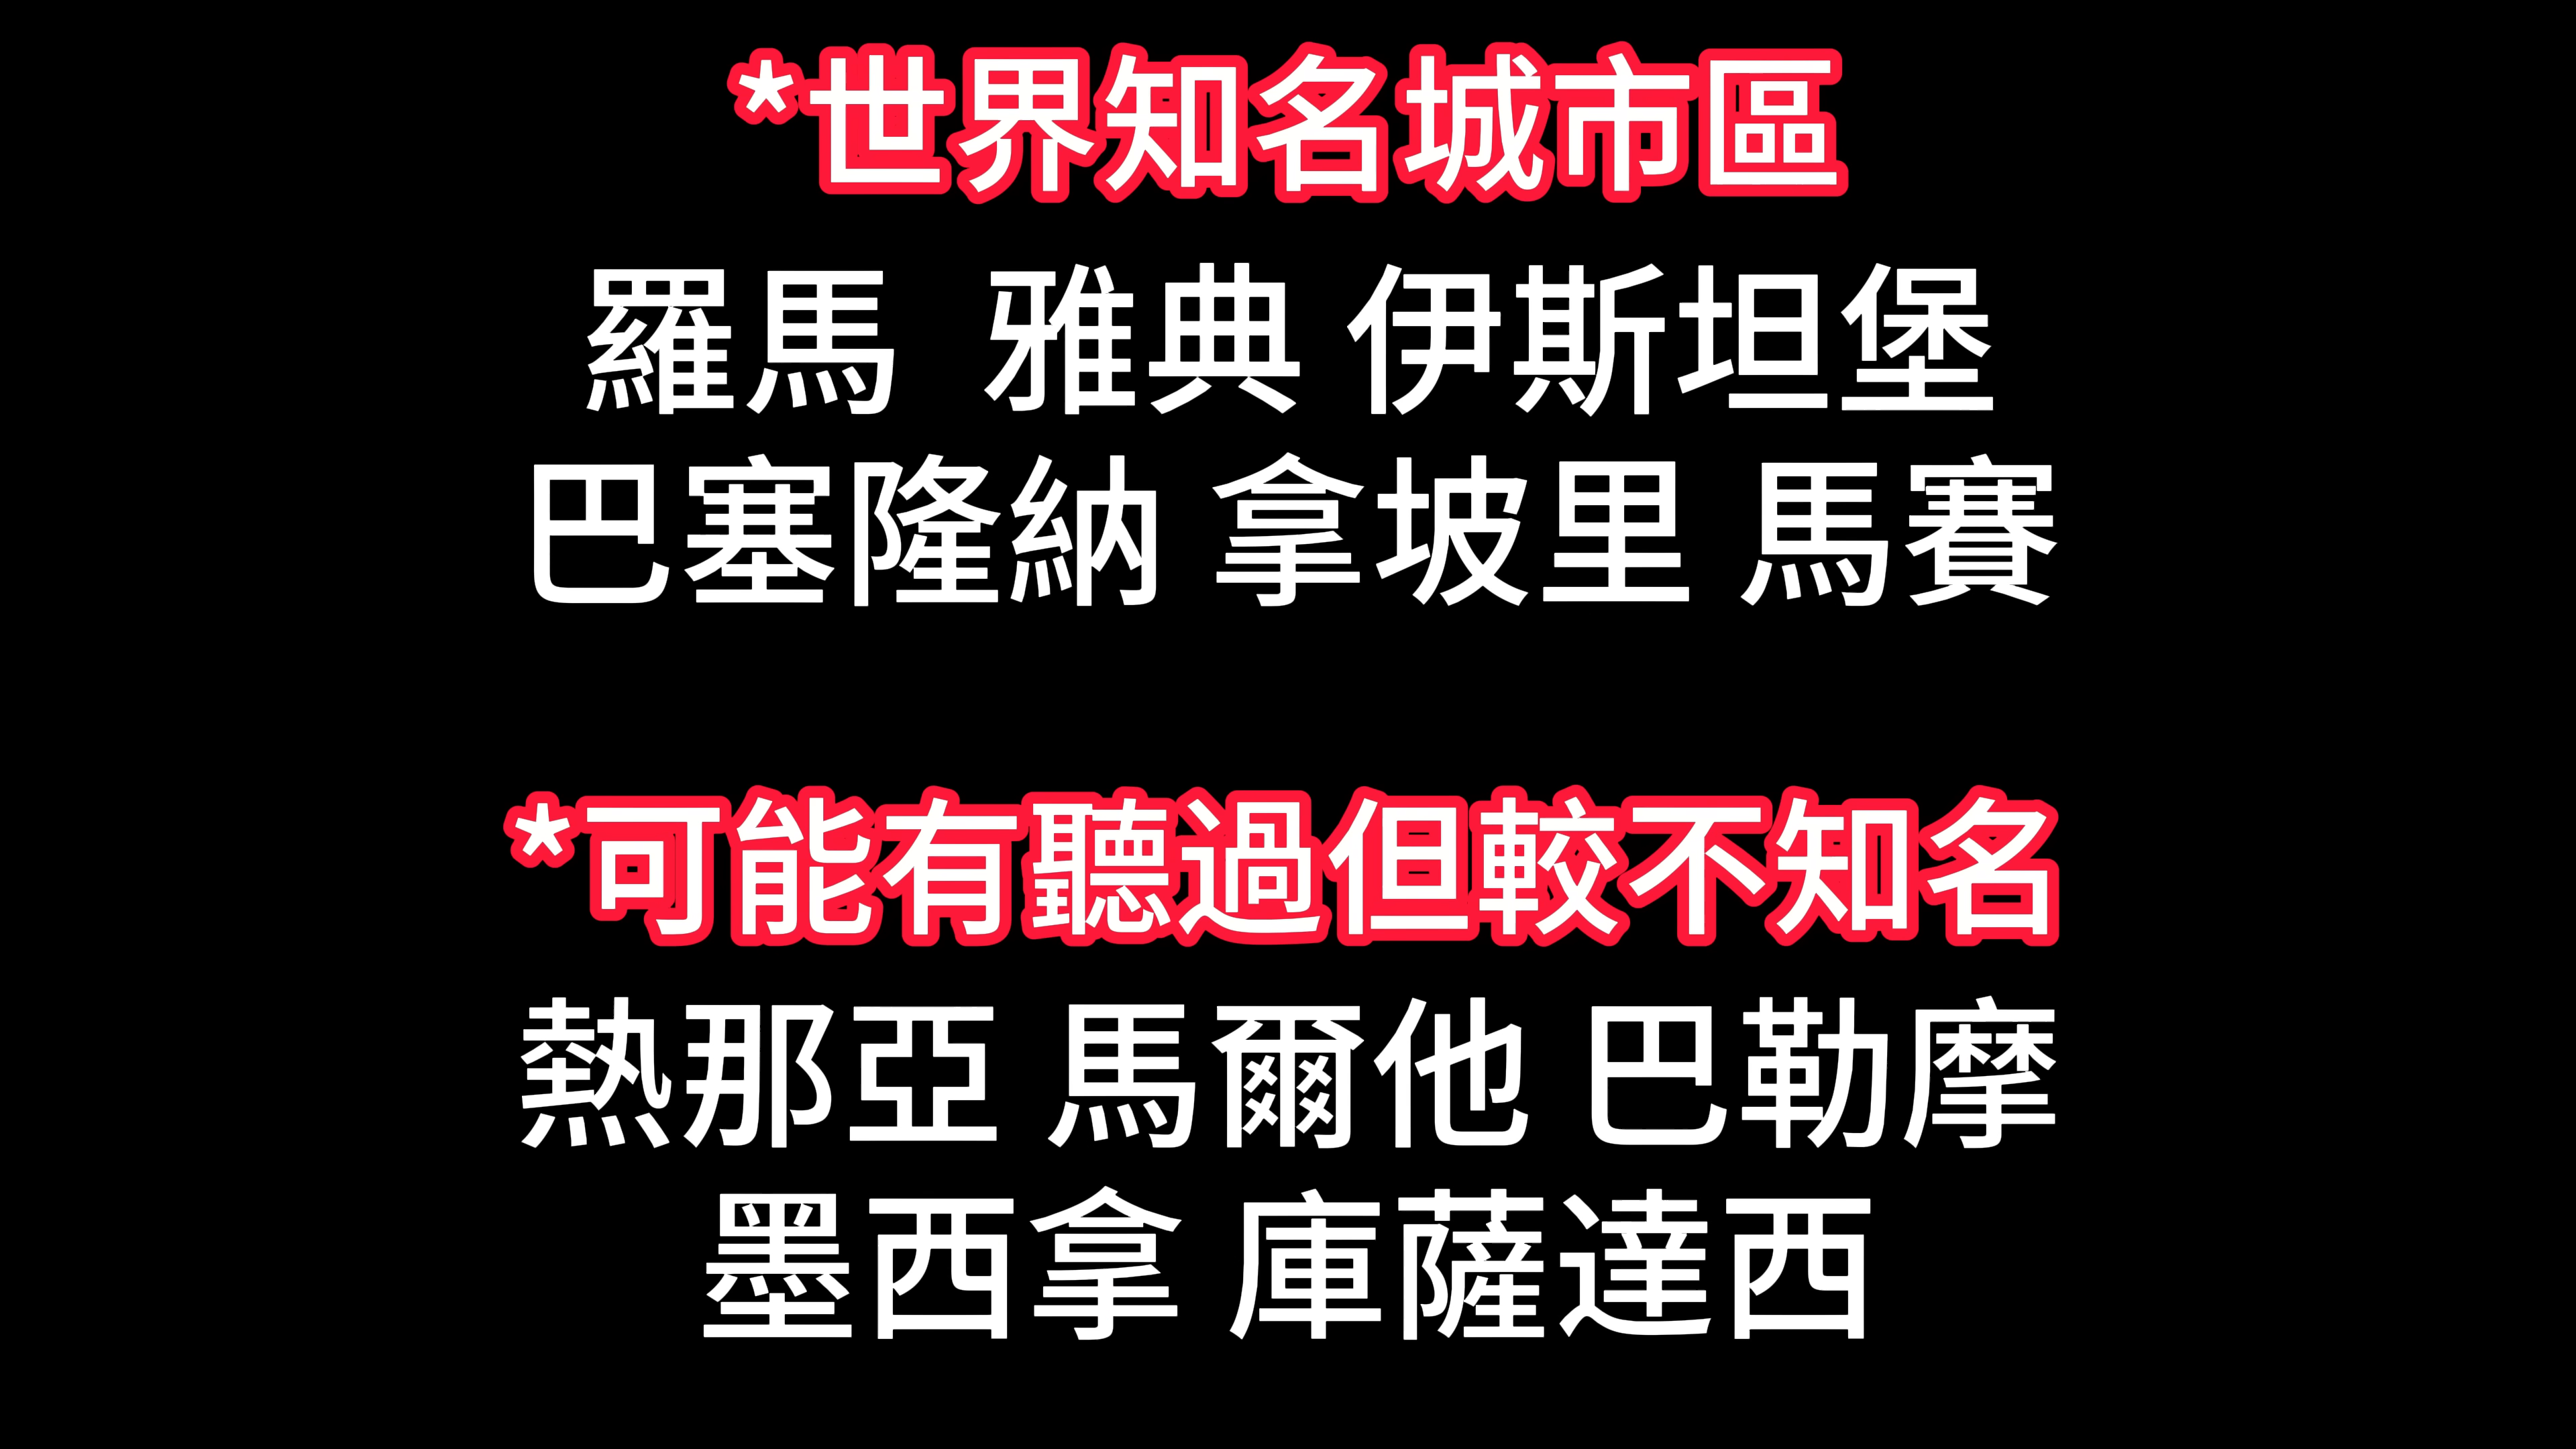 *世界知名城市區
羅馬 雅典 伊斯坦堡
巴塞隆納 拿坡里 馬賽
*可能有聽過但較不知名
熱那亞 馬爾他 巴勒摩
墨西拿 庫薩達西